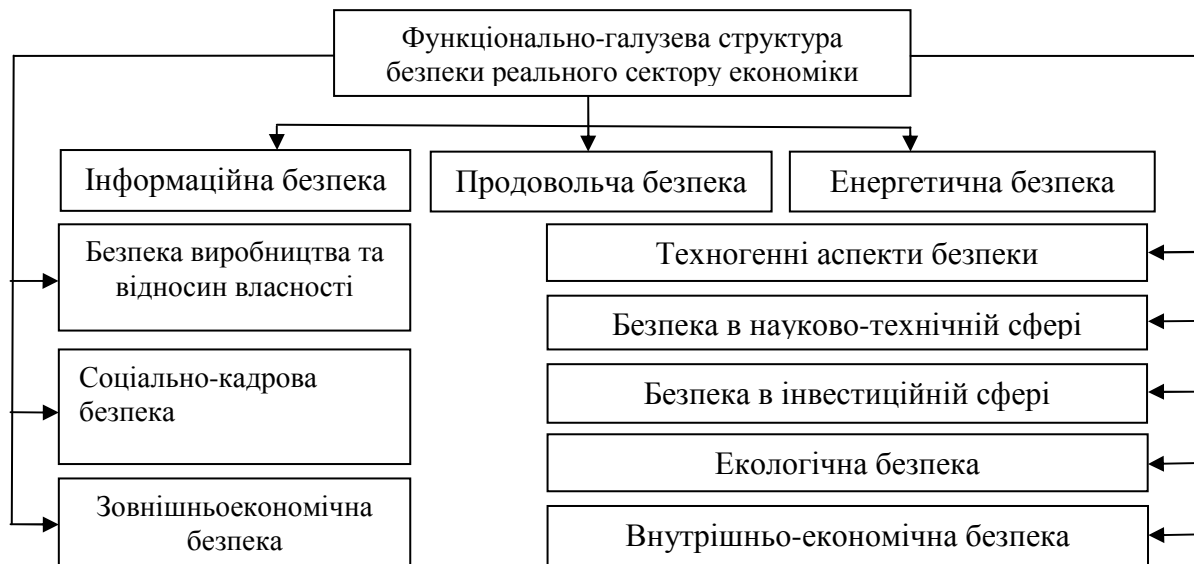 Функціонально-галузева структура
безпеки реального сектору економіки
Інформаційна безпека
Продовольча безпека
Енергетична безпека
Безпека виробництва та
відносин власності
Соціально-кадрова
безпека
Зовнішньоекономічна
безпека
Техногенні аспекти безпеки
Безпека в науково-технічній сфері
Безпека в інвестиційній сфері
Екологічна безпека
Внутрішньо-економічна безпека